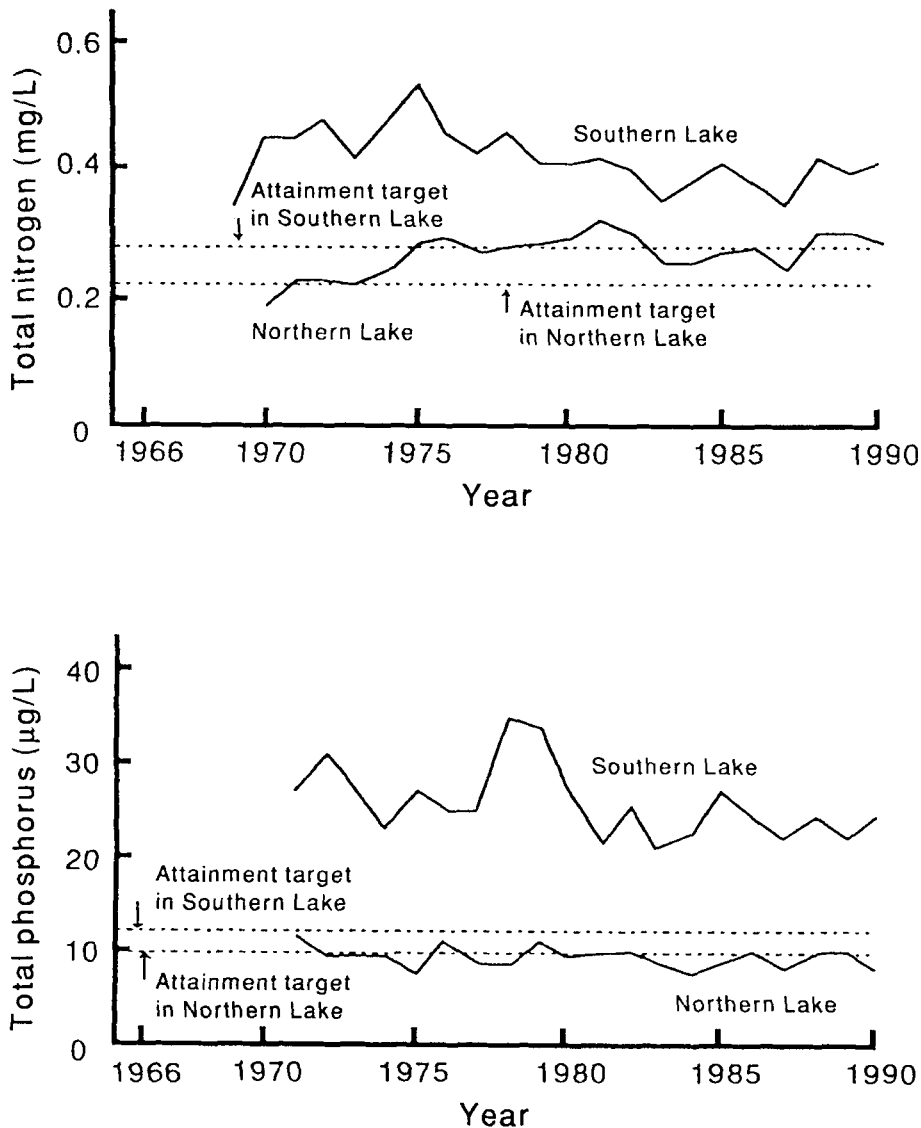 Total nitrogen (mg/L)
0.6
0.4
0.2
0
Southern Lake
Attainment target
in Southern Lake
Attainment target
in Northern Lake
Northern Lake
1966 1970 1975 1980 1985 1990
Year
Total phosphorus (µg/L)
40
30
20
10
0
Southern Lake
Attainment target
in Southern Lake
Attainment target
in Northern Lake
Northern Lake
1966 1970 1975 1980 1985 1990
Year